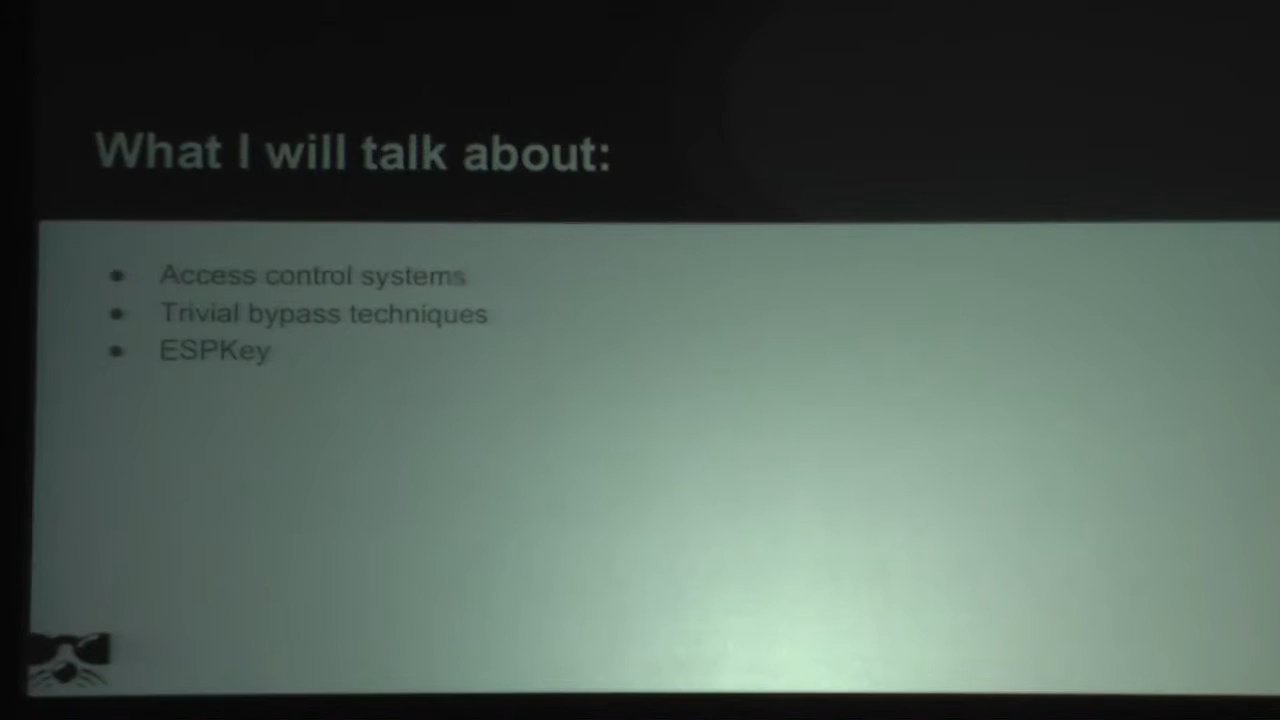 What I will talk about:
● Access control systems
● Trivial bypass techniques
● ESPKey